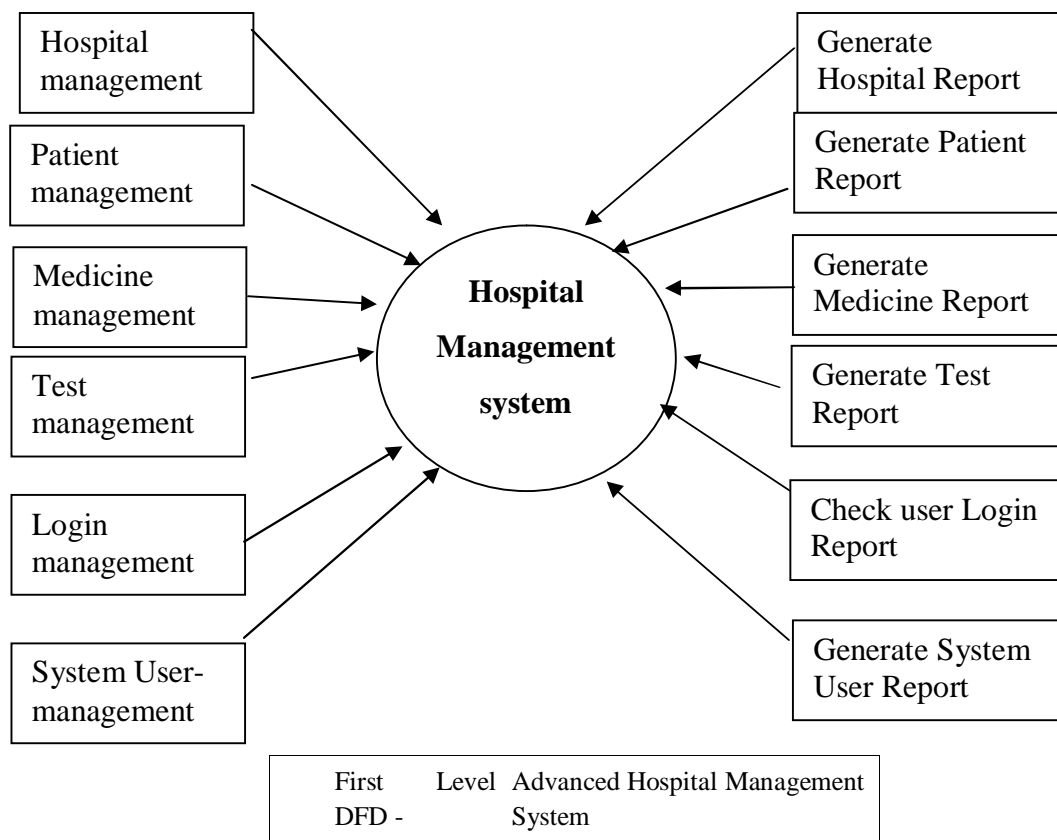 Hospital
management
Patient
management
Medicine
management
Test
management
Login
management
System User-
management
Hospital
Management
system
Generate
Hospital Report
Generate Patient
Report
Generate
Medicine Report
Generate Test
Report
Check user Login
Report
Generate System
User Report
First Level Advanced Hospital Management
DFD - System